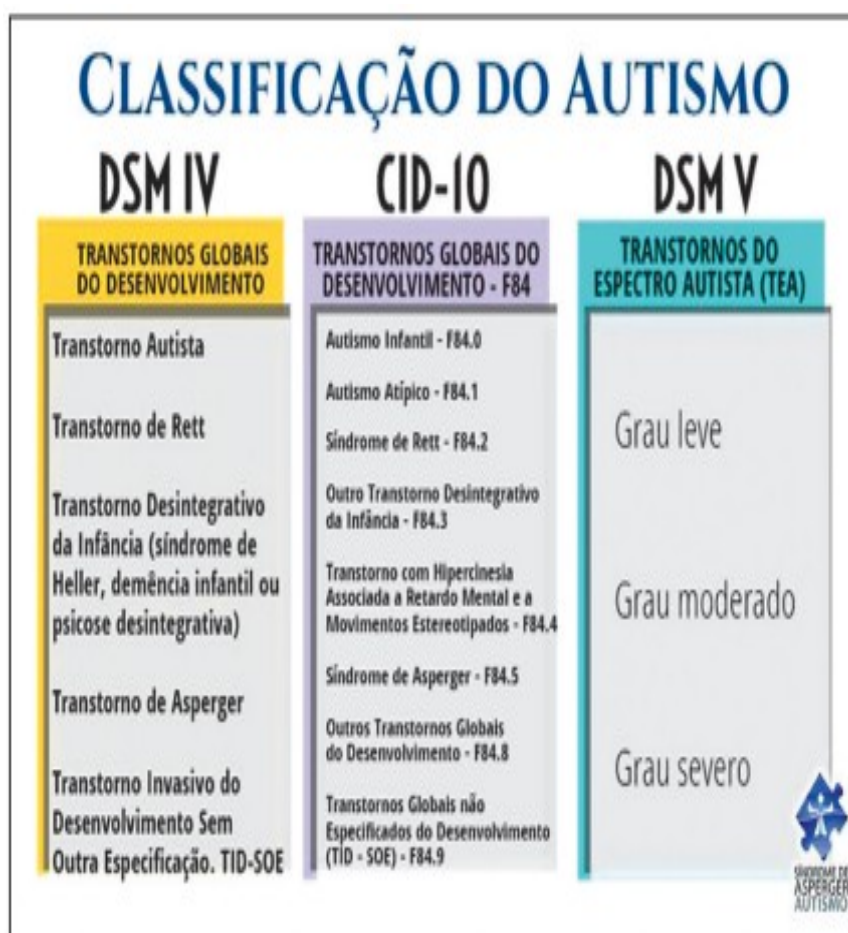 CLASSIFICAÇÃO DO AUTISMO
DSM IV
TRANSTORNOS GLOBAIS
DO DESENVOLVIMENTO
Transtorno Autista
Transtorno de Rett
Transtorno Desintegrativo
da Infância (síndrome de
Heller, demência infantil ou
psicose desintegrativa)
Transtorno de Asperger
Transtorno Invasivo do
Desenvolvimento Sem
Outra Especificação. TID-SOE
CID-10
TRANSTORNOS GLOBAIS DO
DESENVOLVIMENTO - F84
Autismo Infantil - F84.0
Autismo Atípico - F84.1
Síndrome de Rett - F84.2
Outro Transtorno Desintegrativo
da Infância - F84.3
Transtorno com Hipercinesia
Associada a Retardo Mental e a
Movimentos Estereotipados - F84.4
Síndrome de Asperger - F84.5
Outros Transtornos Globais
do Desenvolvimento - F84.8
Transtornos Globais não
Especificados do Desenvolvimento
(TID - SOE) - F84.9
DSM V
TRANSTORNOS DO
ESPECTRO AUTISTA (TEA)
Grau leve
Grau moderado
Grau severo
SÍNDROME DE
ASPERGER
AUTISMO